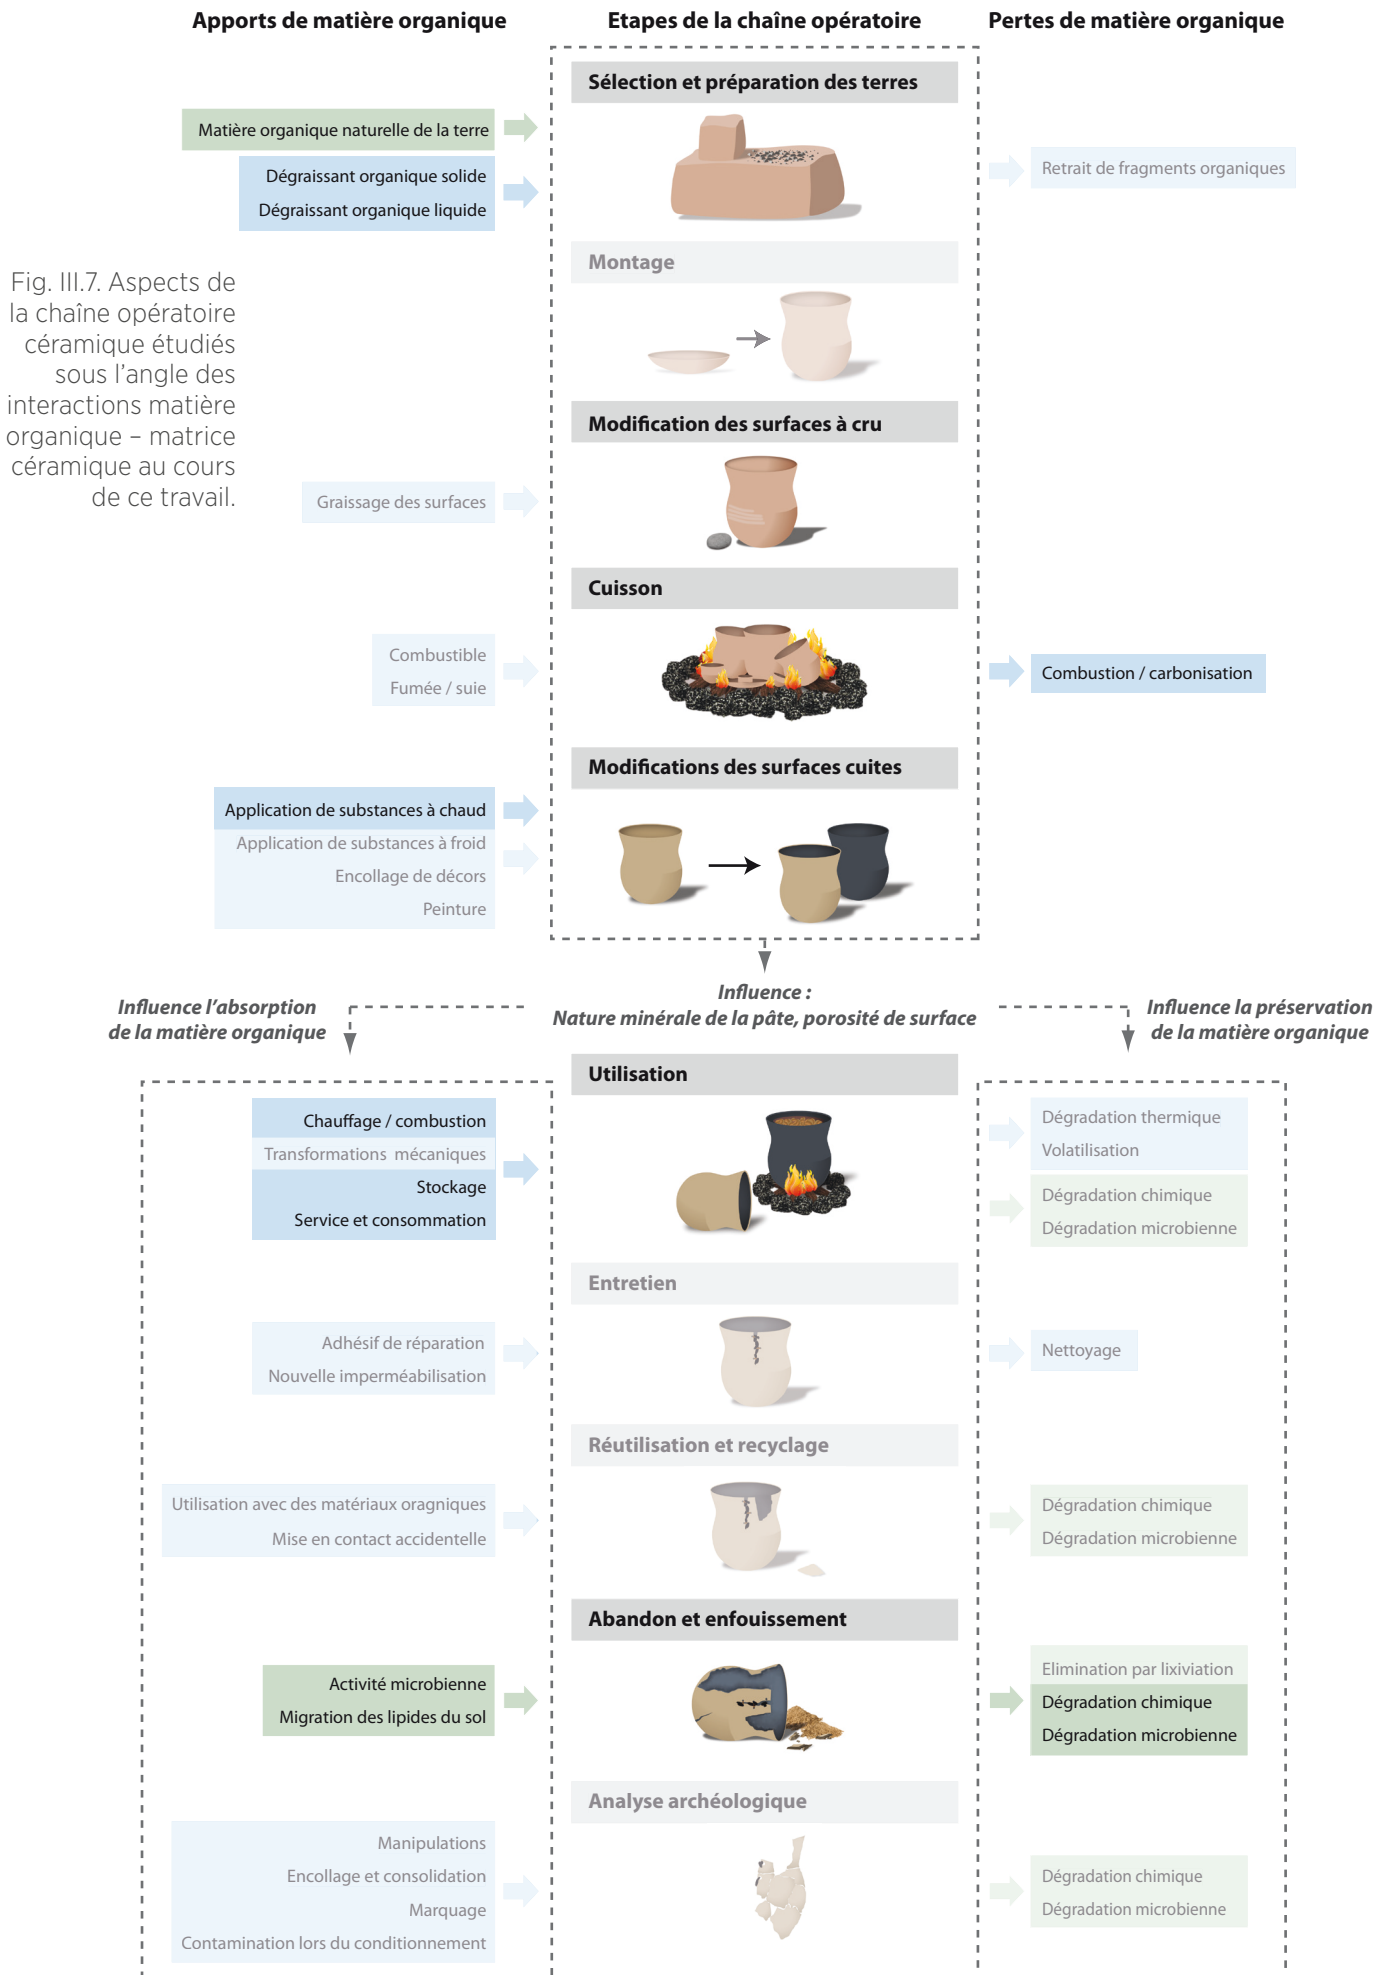 Apports de matière organique
Etapes de la chaîne opératoire
Pertes de matière organique
Sélection et préparation des terres
Matière organique naturelle de la terre
Dégraissant organique solide
Dégraissant organique liquide
Retrait de fragments organiques
Fig. III.7. Aspects de
la chaîne opératoire
céramique étudiés
sous l'angle des
interactions matière
organique – matrice
céramique au cours
de ce travail.
Montage
Modification des surfaces à cru
Graissage des surfaces
Cuisson
Combustible
Fumée / suie
Combustion / carbonisation
Modifications des surfaces cuites
Application de substances à chaud
Application de substances à froid
Encollage de décors
Peinture
Influence :
Nature minérale de la pâte, porosité de surface
Influence l'absorption
de la matière organique
Influence la préservation
de la matière organique
Utilisation
Chauffage / combustion
Transformations mécaniques
Stockage
Service et consommation
Dégradation thermique
Volatilisation
Dégradation chimique
Dégradation microbienne
Entretien
Adhésif de réparation
Nouvelle imperméabilisation
Nettoyage
Réutilisation et recyclage
Utilisation avec des matériaux oragniques
Mise en contact accidentelle
Dégradation chimique
Dégradation microbienne
Abandon et enfouissement
Activité microbienne
Migration des lipides du sol
Elimination par lixiviation
Dégradation chimique
Dégradation microbienne
Analyse archéologique
Manipulations
Encollage et consolidation
Marquage
Contamination lors du conditionnement
Dégradation chimique
Dégradation microbienne